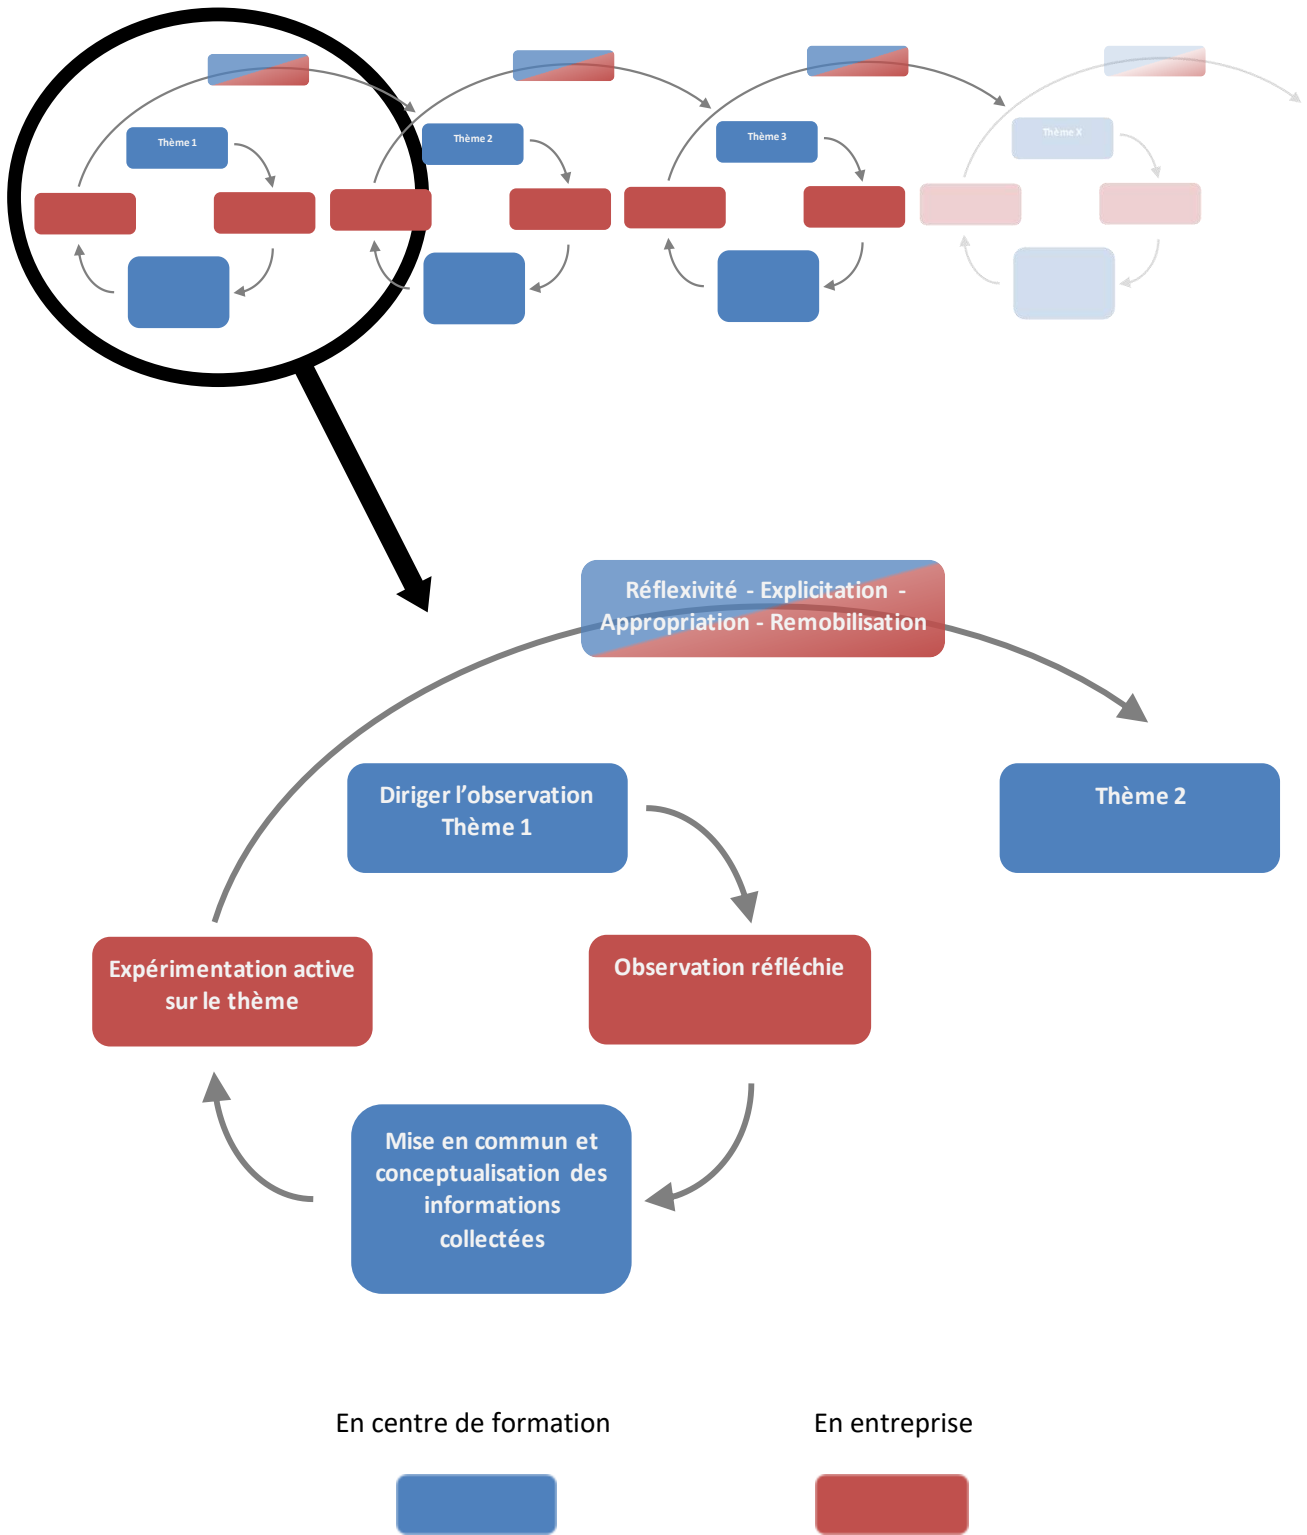 Thème 1
Thème 2
Thème 3
Thème X
Réflexivité - Explicitation -
Appropriation - Remobilisation
Diriger l’observation
Thème 1
Thème 2
Expérimentation active
sur le thème
Observation réfléchie
Mise en commun et
conceptualisation des
informations
collectées
En centre de formation
En entreprise